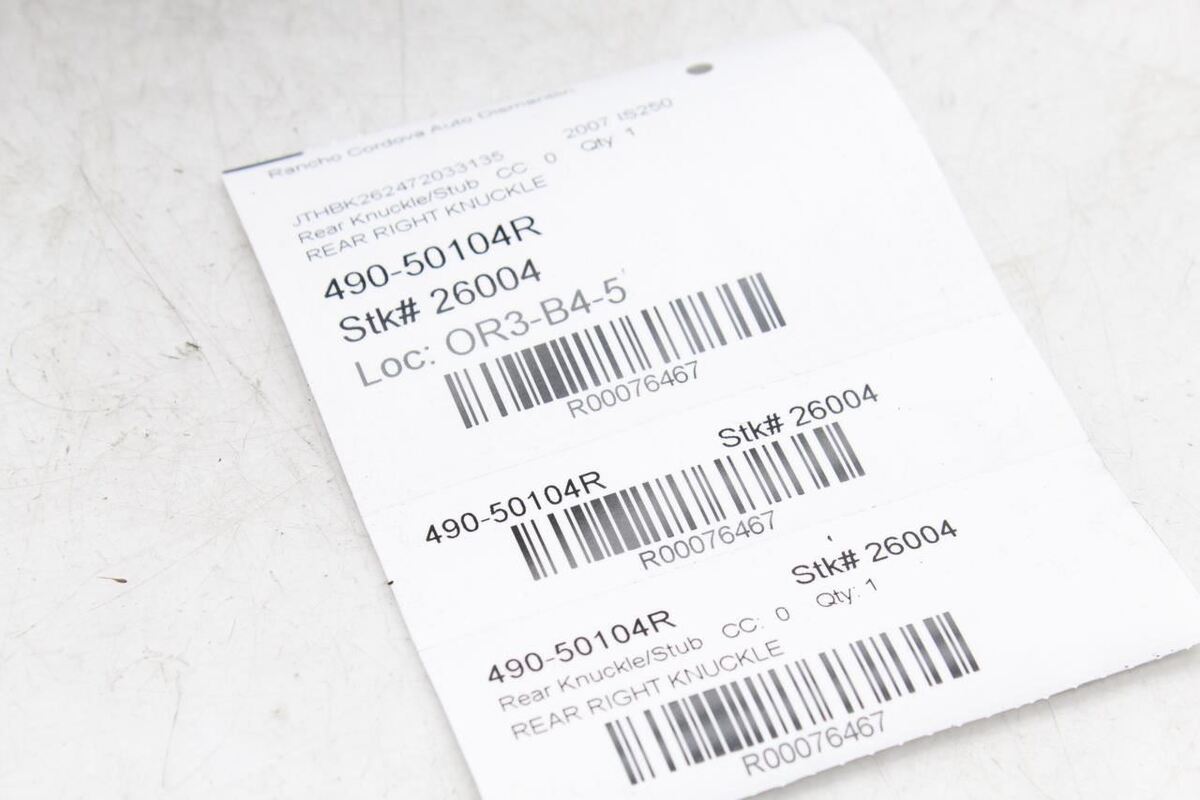 Rancho Cordova Auto Dismantlers
JTHBK262472033135 2007 IS250
Rear Knuckle/Stub CC 0 Qty 1
REAR RIGHT KNUCKLE
490-50104R
Stk# 26004
Loc: OR3-B4-5
R00076467
490-50104R Stk# 26004
R00076467
490-50104R Stk# 26004
Rear Knuckle/Stub CC: 0 Qty: 1
REAR RIGHT KNUCKLE
R00076467